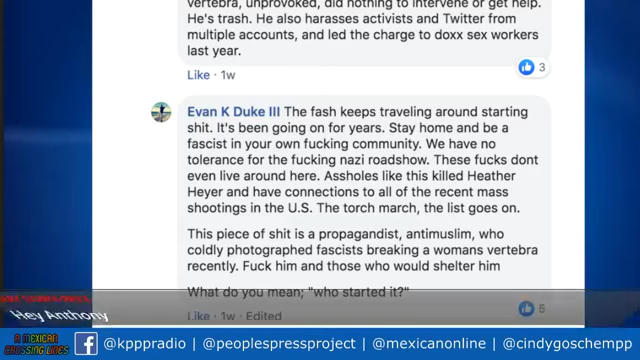 vertebra, unprovoked, did nothing to intervene or get help.
He's trash. He also harasses activists and Twitter from
multiple accounts, and led the charge to doxx sex workers
last year.
3
Like · 1w
Evan K Duke III The fash keeps traveling around starting
shit. It's been going on for years. Stay home and be a
fascist in your own fucking community. We have no
tolerance for the fucking nazi roadshow. These fucks dont
even live around here. Assholes like this killed Heather
Heyer and have connections to all of the recent mass
shootings in the U.S. The torch march, the list goes on.
This piece of shit is a propagandist, antimuslim, who
coldly photographed fascists breaking a womans vertebra
recently. Fuck him and those who would shelter him
What do you mean; "who started it?"
5
Like · 1w · Edited
Hey Anthony
A MEXICAN
CROSSING LINES
@kpppradio | @peoplespressproject | @mexicanonline | @cindygoschempp